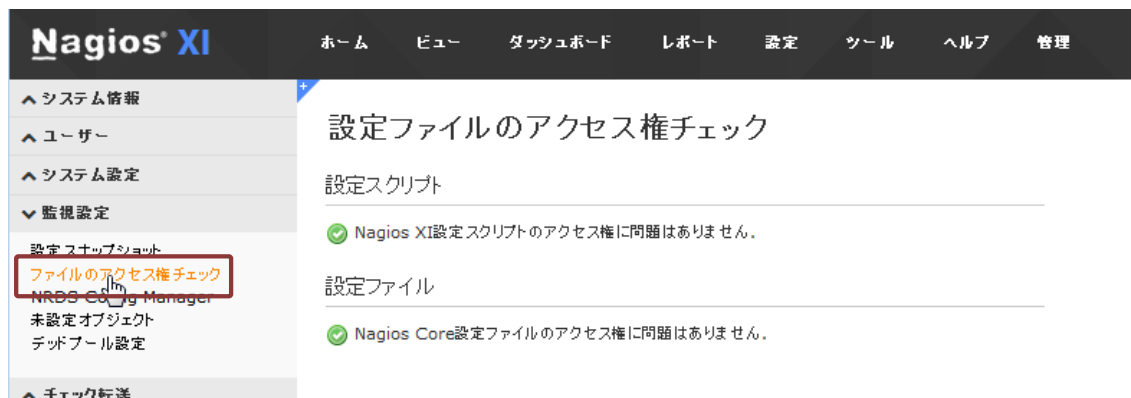 Nagios® XI
ホーム ビュー ダッシュボード レポート 設定 ツール ヘルプ 管理
システム情報
ユーザー
システム設定
監視設定
設定スナップショット
ファイルのアクセス権チェック
NRDS Config Manager
未設定オブジェクト
デッドプール設定
チェック転送
設定ファイルのアクセス権チェック
設定スクリプト
Nagios XI設定スクリプトのアクセス権に問題はありません。
設定ファイル
Nagios Core設定ファイルのアクセス権に問題はありません。